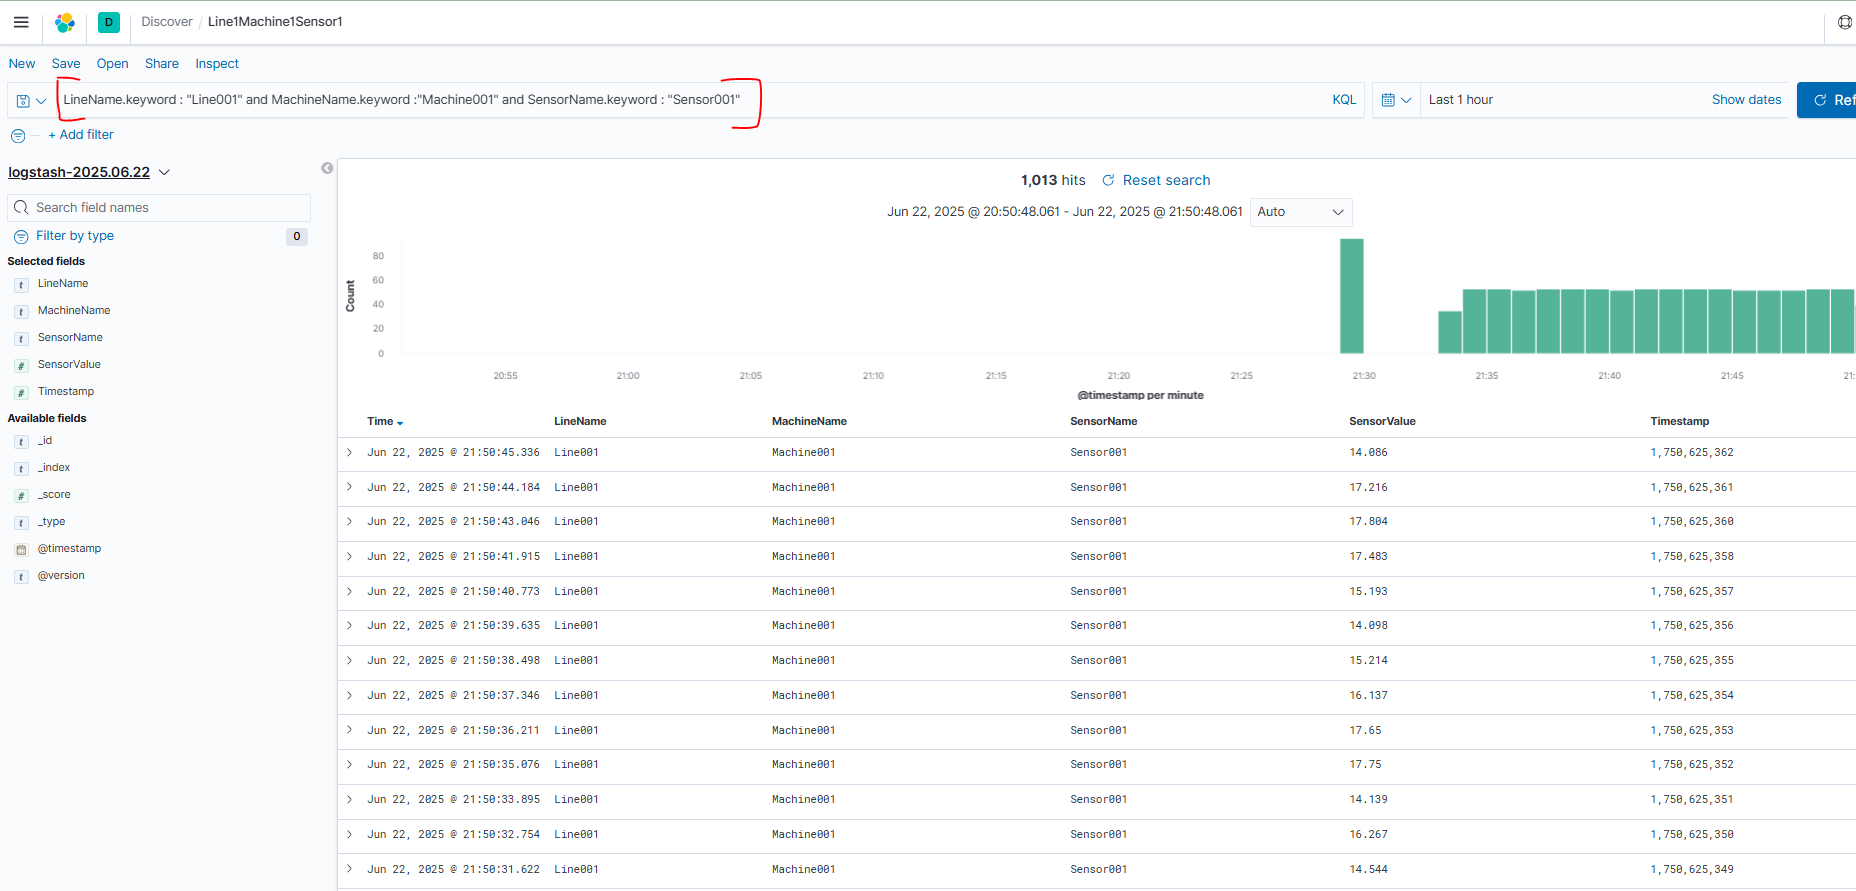 D Discover / Line1Machine1Sensor1
New Save Open Share Inspect
LineName.keyword : "Line001" and MachineName.keyword :"Machine001" and SensorName.keyword : "Sensor001" KQL Last 1 hour Show dates Ref
+ Add filter
logstash-2025.06.22
Search field names
Filter by type 0
Selected fields
t LineName
t MachineName
t SensorName
# SensorValue
# Timestamp
Available fields
t _id
t _index
# _score
t _type
@timestamp
t @version
1,013 hits Reset search
Jun 22, 2025 @ 20:50:48.061 - Jun 22, 2025 @ 21:50:48.061 Auto
Count
80
60
40
20
0
20:55 21:00 21:05 21:10 21:15 21:20 21:25 21:30 21:35 21:40 21:45 21:
@timestamp per minute
Time LineName MachineName SensorName SensorValue Timestamp
Jun 22, 2025 @ 21:50:45.336 Line001 Machine001 Sensor001 14.086 1,750,625,362
Jun 22, 2025 @ 21:50:44.184 Line001 Machine001 Sensor001 17.216 1,750,625,361
Jun 22, 2025 @ 21:50:43.046 Line001 Machine001 Sensor001 17.804 1,750,625,360
Jun 22, 2025 @ 21:50:41.915 Line001 Machine001 Sensor001 17.483 1,750,625,358
Jun 22, 2025 @ 21:50:40.773 Line001 Machine001 Sensor001 15.193 1,750,625,357
Jun 22, 2025 @ 21:50:39.635 Line001 Machine001 Sensor001 14.098 1,750,625,356
Jun 22, 2025 @ 21:50:38.498 Line001 Machine001 Sensor001 15.214 1,750,625,355
Jun 22, 2025 @ 21:50:37.346 Line001 Machine001 Sensor001 16.137 1,750,625,354
Jun 22, 2025 @ 21:50:36.211 Line001 Machine001 Sensor001 17.65 1,750,625,353
Jun 22, 2025 @ 21:50:35.076 Line001 Machine001 Sensor001 17.75 1,750,625,352
Jun 22, 2025 @ 21:50:33.895 Line001 Machine001 Sensor001 14.139 1,750,625,351
Jun 22, 2025 @ 21:50:32.754 Line001 Machine001 Sensor001 16.267 1,750,625,350
Jun 22, 2025 @ 21:50:31.622 Line001 Machine001 Sensor001 14.544 1,750,625,349